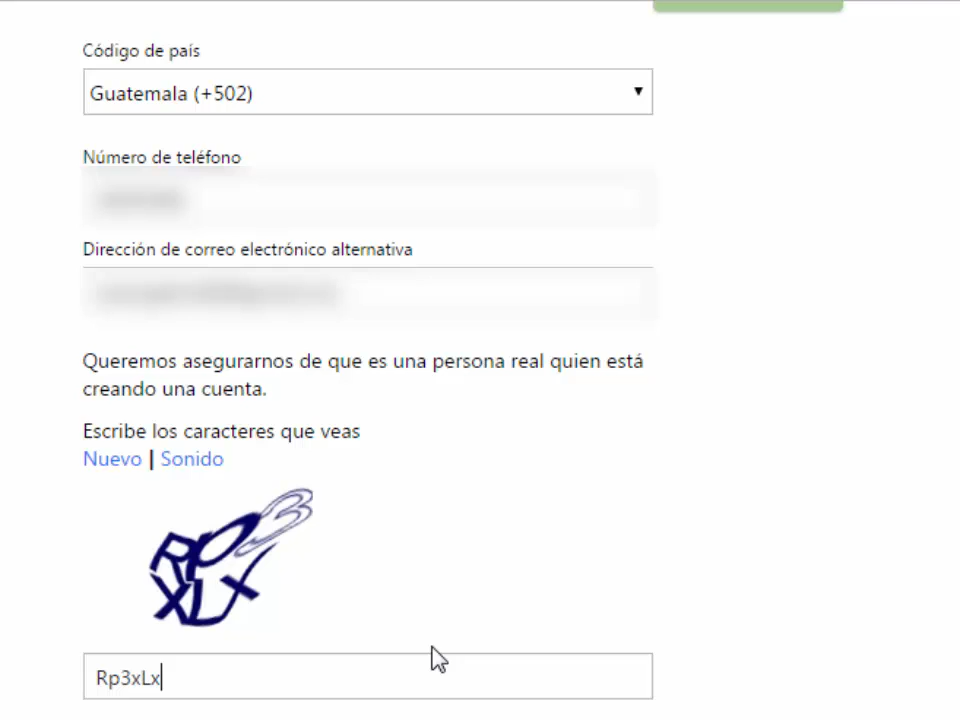 Código de país
Guatemala (+502)
Número de teléfono
Dirección de correo electrónico alternativa
Queremos asegurarnos de que es una persona real quien está
creando una cuenta.
Escribe los caracteres que veas
Nuevo | Sonido
Rp3xLx